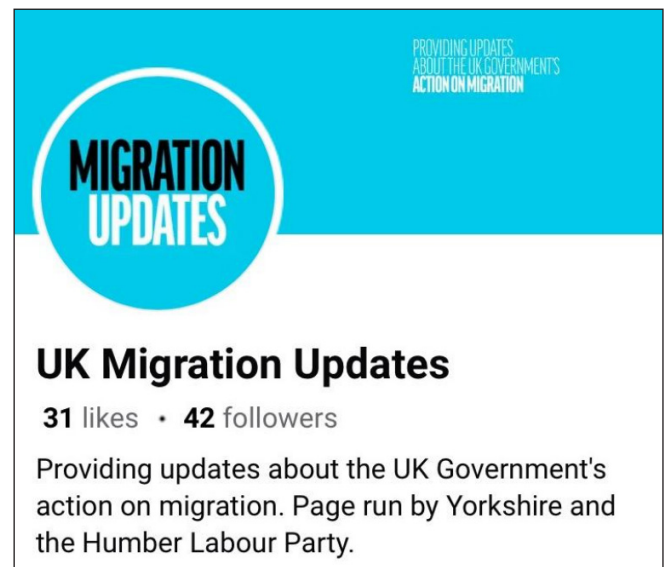 PROVIDING UPDATES
ABOUT THE UK GOVERNMENT'S
ACTION ON MIGRATION
MIGRATION
UPDATES
UK Migration Updates
31 likes • 42 followers
Providing updates about the UK Government's
action on migration. Page run by Yorkshire and
the Humber Labour Party.